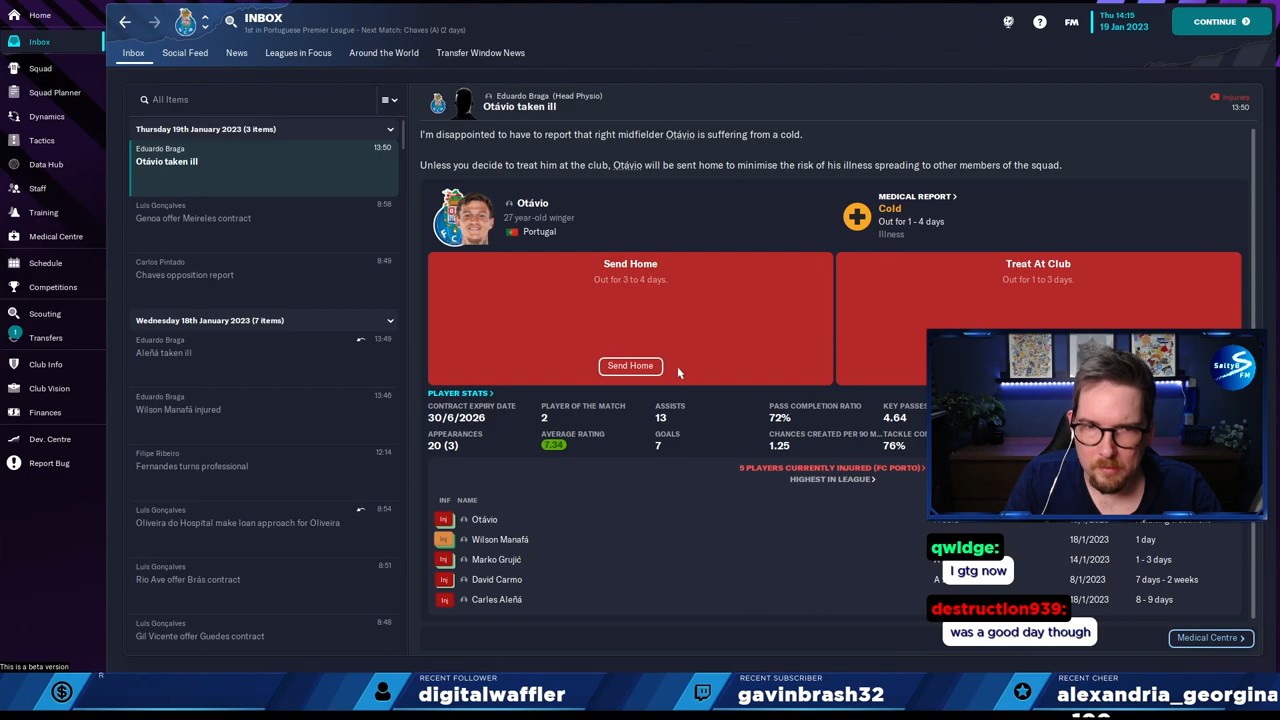 Home
Inbox
Squad
Squad Planner
Dynamics
Tactics
Data Hub
Staff
Training
Medical Centre
Schedule
Competitions
Scouting
1
Transfers
Club Info
Club Vision
Finances
Dev. Centre
Report Bug
This is a beta version
INBOX
1st in Portuguese Premier League - Next Match: Chaves (A) (2 days)
FM
Thu 14:15
19 Jan 2023
CONTINUE
Inbox
Social Feed
News
Leagues in Focus
Around the World
Transfer Window News
All Items
Thursday 19th January 2023 (3 items)
Eduardo Braga
13:50
Otávio taken ill
Luís Gonçalves
8:58
Genoa offer Meireles contract
Carlos Pintado
8:49
Chaves opposition report
Wednesday 18th January 2023 (7 items)
Eduardo Braga
13:49
Aleñá taken ill
Eduardo Braga
13:46
Wilson Manafá injured
Filipe Ribeiro
12:14
Fernandes turns professional
Luís Gonçalves
8:54
Oliveira do Hospital make loan approach for Oliveira
Luís Gonçalves
8:51
Rio Ave offer Brás contract
Luís Gonçalves
8:48
Gil Vicente offer Guedes contract
Eduardo Braga (Head Physio)
Otávio taken ill
Injuries
13:50
I'm disappointed to have to report that right midfielder Otávio is suffering from a cold.
Unless you decide to treat him at the club, Otávio will be sent home to minimise the risk of his illness spreading to other members of the squad.
Otávio
27 year-old winger
Portugal
MEDICAL REPORT
Cold
Out for 1 - 4 days
Illness
Send Home
Out for 3 to 4 days.
Send Home
Treat At Club
Out for 1 to 3 days.
PLAYER STATS
CONTRACT EXPIRY DATE
30/6/2026
PLAYER OF THE MATCH
2
ASSISTS
13
PASS COMPLETION RATIO
72%
KEY PASSES
4.64
APPEARANCES
20 (3)
AVERAGE RATING
7.34
GOALS
7
CHANCES CREATED PER 90 M...
1.25
TACKLE CO
76%
5 PLAYERS CURRENTLY INJURED (FC PORTO)
HIGHEST IN LEAGUE
INF NAME
Inj Otávio
Inj Wilson Manafá
18/1/2023 1 day
Inj Marko Grujić
14/1/2023 1 - 3 days
Inj David Carmo
8/1/2023 7 days - 2 weeks
Inj Carles Aleñá
18/1/2023 8 - 9 days
Medical Centre
SaltyS
FM
qwidge:
I gtg now
destruction939:
was a good day though
RECENT FOLLOWER
digitalwaffler
RECENT SUBSCRIBER
gavinbrash32
RECENT CHEER
alexandria_georgina